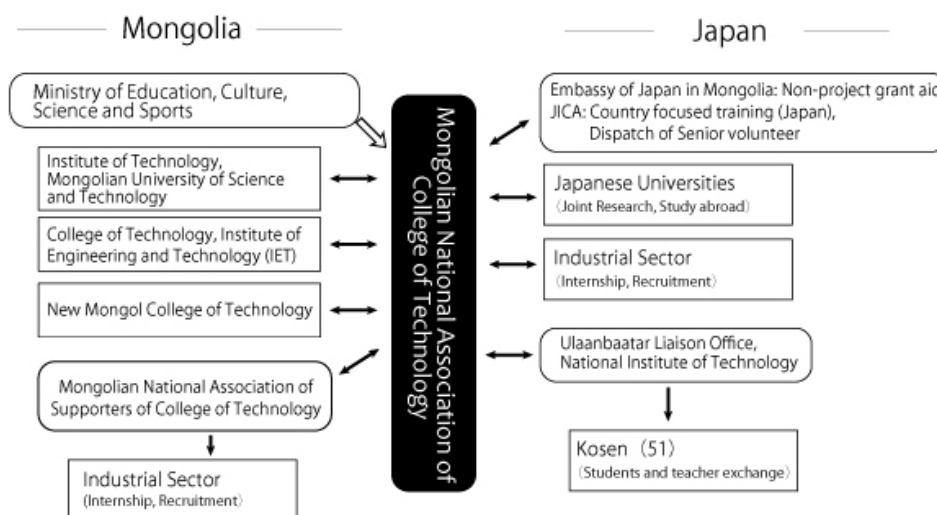 Mongolia
Ministry of Education, Culture,
Science and Sports
Institute of Technology,
Mongolian University of Science
and Technology
College of Technology, Institute of
Engineering and Technology (IET)
New Mongol College of Technology
Mongolian National Association of
Supporters of College of Technology
Industrial Sector
(Internship, Recruitment)
Mongolian National Association of
College of Technology
Japan
Embassy of Japan in Mongolia: Non-project grant aid
JICA: Country focused training (Japan),
Dispatch of Senior volunteer
Japanese Universities
(Joint Research, Study abroad)
Industrial Sector
(Internship, Recruitment)
Ulaanbaatar Liaison Office,
National Institute of Technology
Kosen (51)
(Students and teacher exchange)